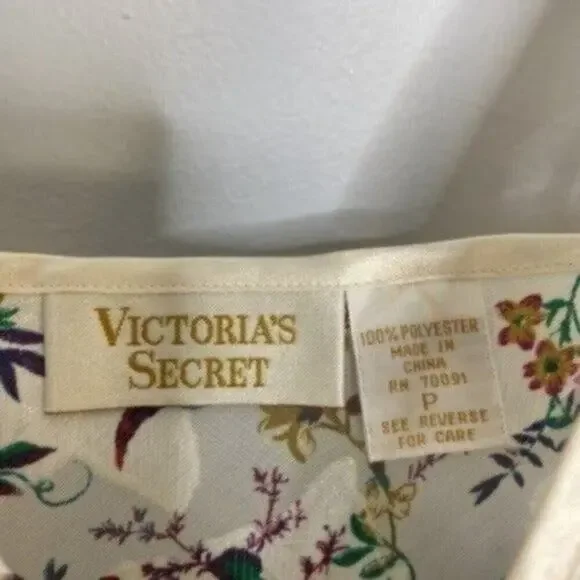 VICTORIA'S
SECRET
100% POLYESTER
MADE IN
CHINA
RN 70091
P
SEE REVERSE
FOR CARE